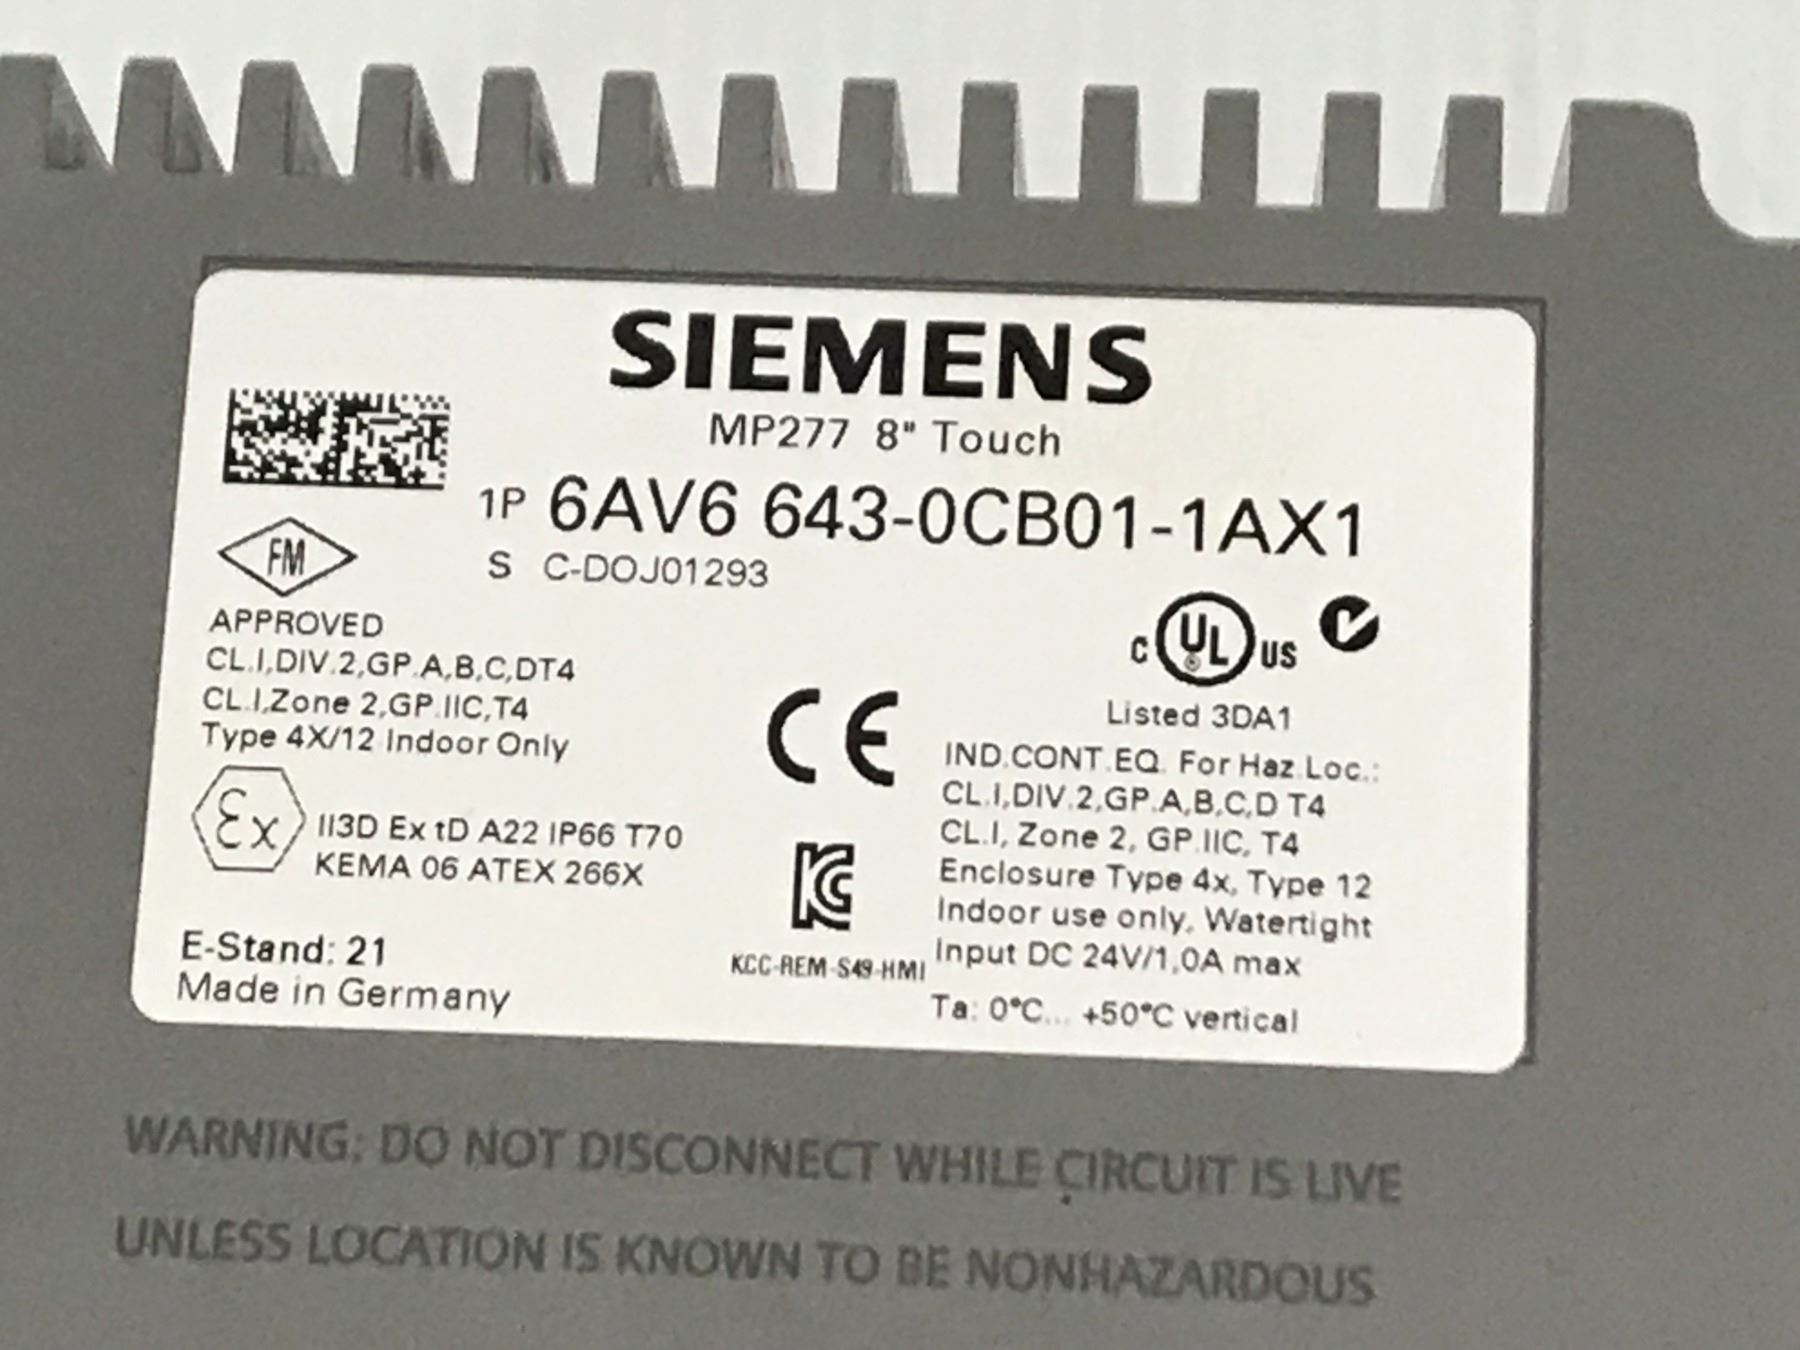 SIEMENS
MP277 8" Touch
1P 6AV6 643-0CB01-1AX1
S C-DOJ01293
FM
APPROVED
CL.I,DIV.2,GP.A,B,C,DT4
CL.I,Zone 2,GP.IIC,T4
Type 4X/12 Indoor Only
Ex II3D Ex tD A22 IP66 T70
KEMA 06 ATEX 266X
E-Stand: 21
Made in Germany
CE
KC
KCC-REM-S49-HMI
C UL US
Listed 3DA1
IND.CONT.EQ. For Haz.Loc.:
CL.I,DIV.2,GP.A,B,C,D T4
CL.I, Zone 2, GP.IIC, T4
Enclosure Type 4x, Type 12
Indoor use only, Watertight
Input DC 24V/1,0A max
Ta: 0°C... +50°C vertical
WARNING: DO NOT DISCONNECT WHILE CIRCUIT IS LIVE
UNLESS LOCATION IS KNOWN TO BE NONHAZARDOUS